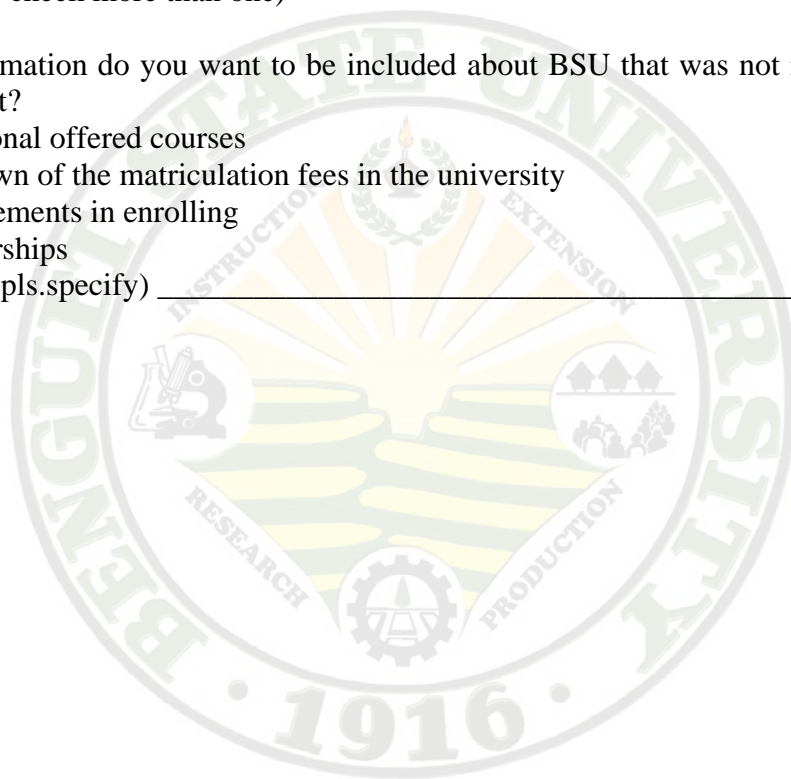 check more than one)
mation do you want to be included about BSU that was not
t?
onal offered courses
wn of the matriculation fees in the university
ements in enrolling
rships
pls.specify) ________________________________________
BENGUET STATE UNIVERSITY
INSTRUCTION
EXTENSION
RESEARCH
PRODUCTION
· 1916 ·